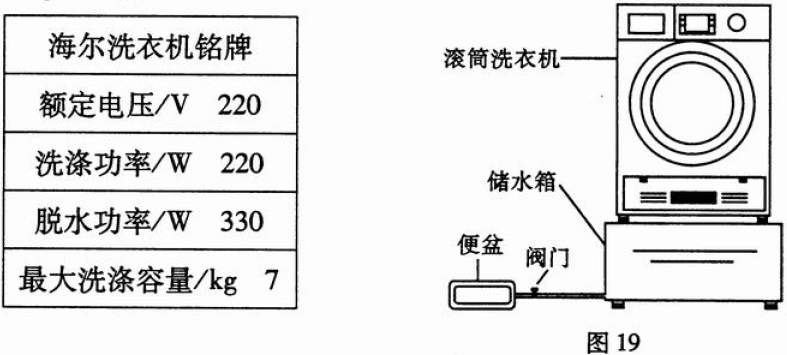 海尔洗衣机铭牌
额定电压/V 220
洗涤功率/W 220
脱水功率/W 330
最大洗涤容量/kg 7
滚筒洗衣机
储水箱
便盆
阀门
图 19